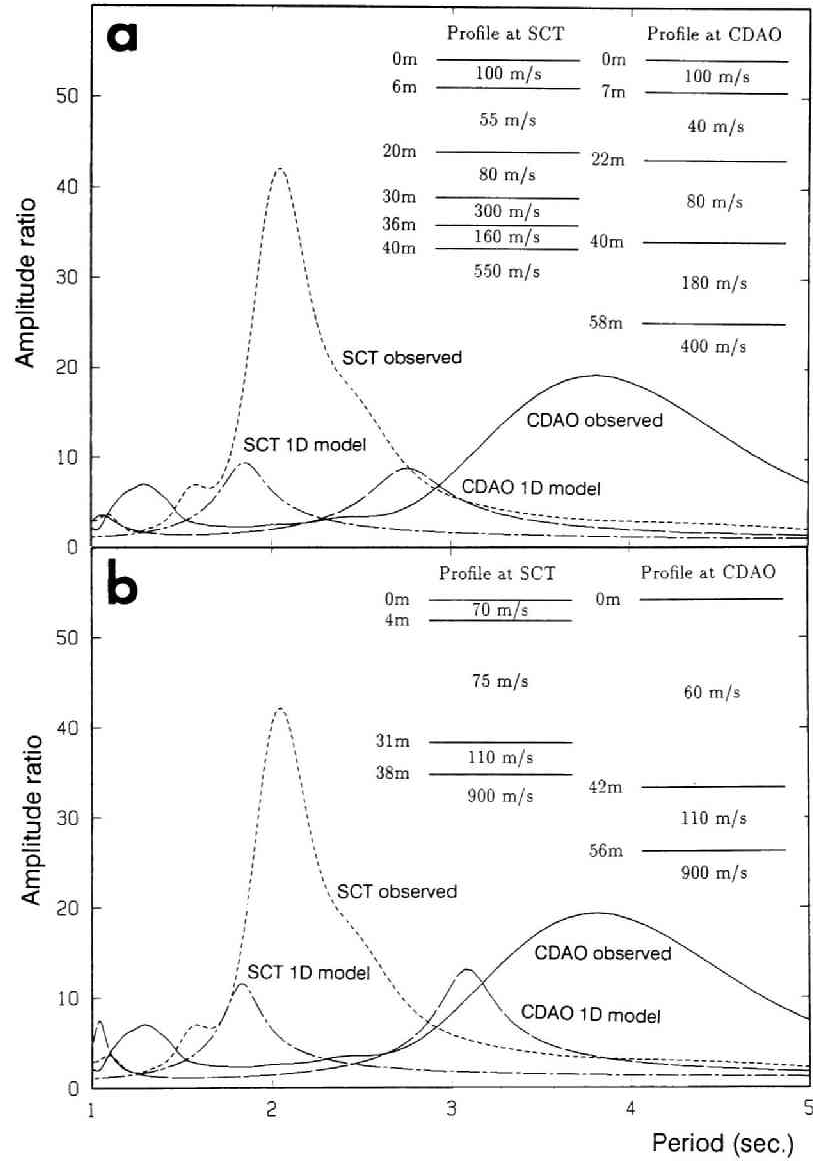 a
Profile at SCT Profile at CDAO
0m 0m
100 m/s 100 m/s
6m 7m
50
55 m/s 40 m/s
20m 22m
80 m/s
40
30m 80 m/s
300 m/s
36m
160 m/s
40m 40m
550 m/s
30 180 m/s
58m
400 m/s
SCT observed
20
CDAO observed
SCT 1D model
10
CDAO 1D model
0
Amplitude ratio
b
Profile at SCT Profile at CDAO
0m 0m
70 m/s
4m
50
75 m/s 60 m/s
40
31m
110 m/s
38m 42m
900 m/s
30 110 m/s
56m
900 m/s
SCT observed
20
CDAO observed
SCT 1D model
10
CDAO 1D model
0
Amplitude ratio
1 2 3 4 5
Period (sec.)